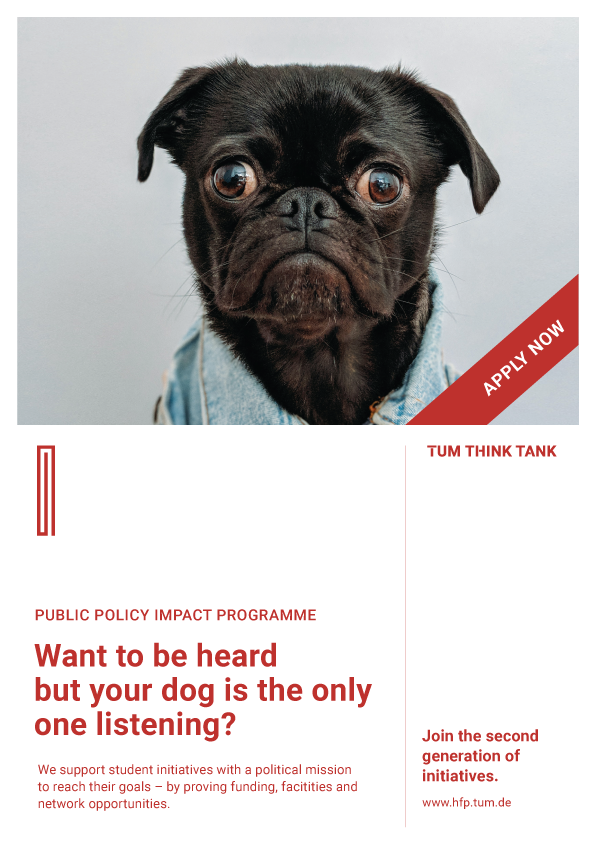 APPLY NOW
TUM THINK TANK
PUBLIC POLICY IMPACT PROGRAMME
Want to be heard
but your dog is the only
one listening?
We support student initiatives with a political mission
to reach their goals – by proving funding, facitities and
network opportunities.
Join the second
generation of
initiatives.
www.hfp.tum.de